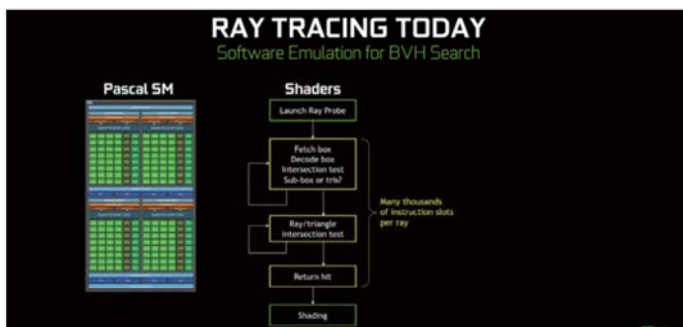 RAY TRACING TODAY
Software Emulation for BVH Search
Pascal SM
Shaders
Launch Ray Probe
Fetch box
Decode box
Intersection test
Sub-box or tris?
Many thousands
of instruction slots
per ray
Ray/triangle
intersection test
Return hit
Shading